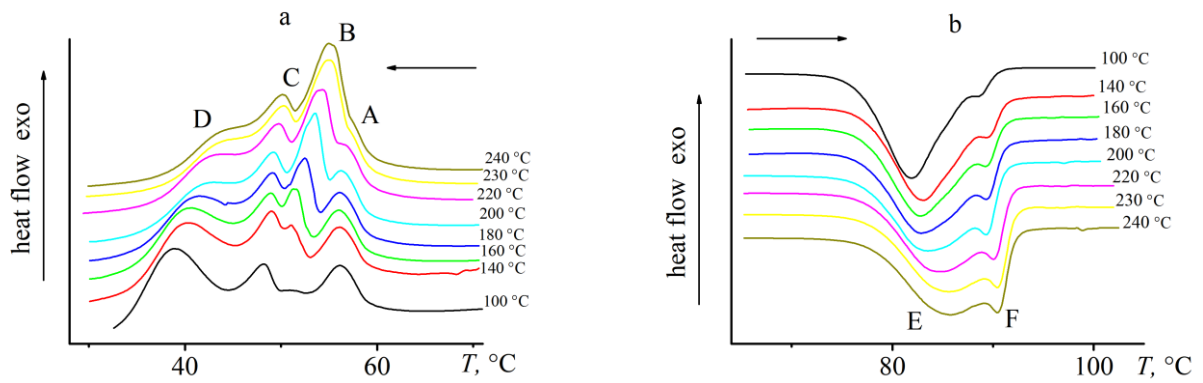 a
B
C
D
A
heat flow exo
240 °C
230 °C
220 °C
200 °C
180 °C
160 °C
140 °C
100 °C
40
60
T, °C
b
100 °C
140 °C
160 °C
180 °C
200 °C
220 °C
230 °C
240 °C
heat flow exo
E
F
80
100
T, °C